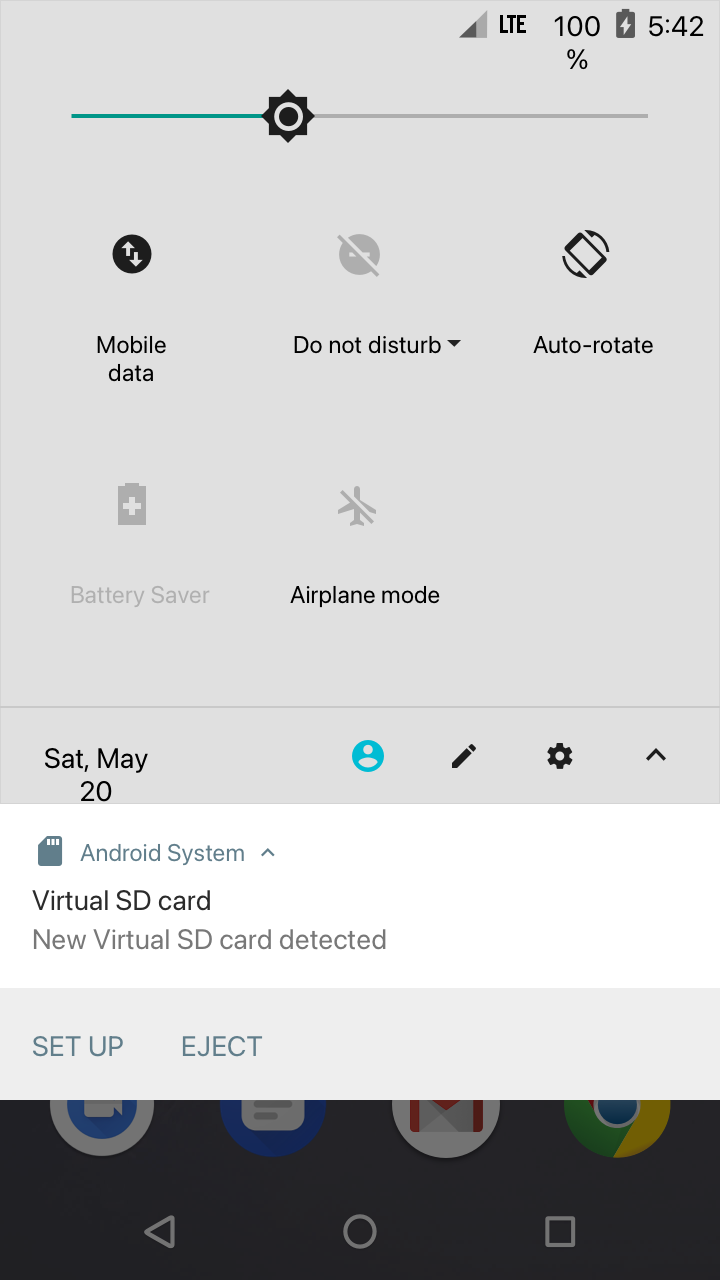 LTE 100 5:42
%
Mobile Do not disturb Auto-rotate
data
Battery Saver Airplane mode
Sat, May
20
Android System
Virtual SD card
New Virtual SD card detected
SET UP EJECT